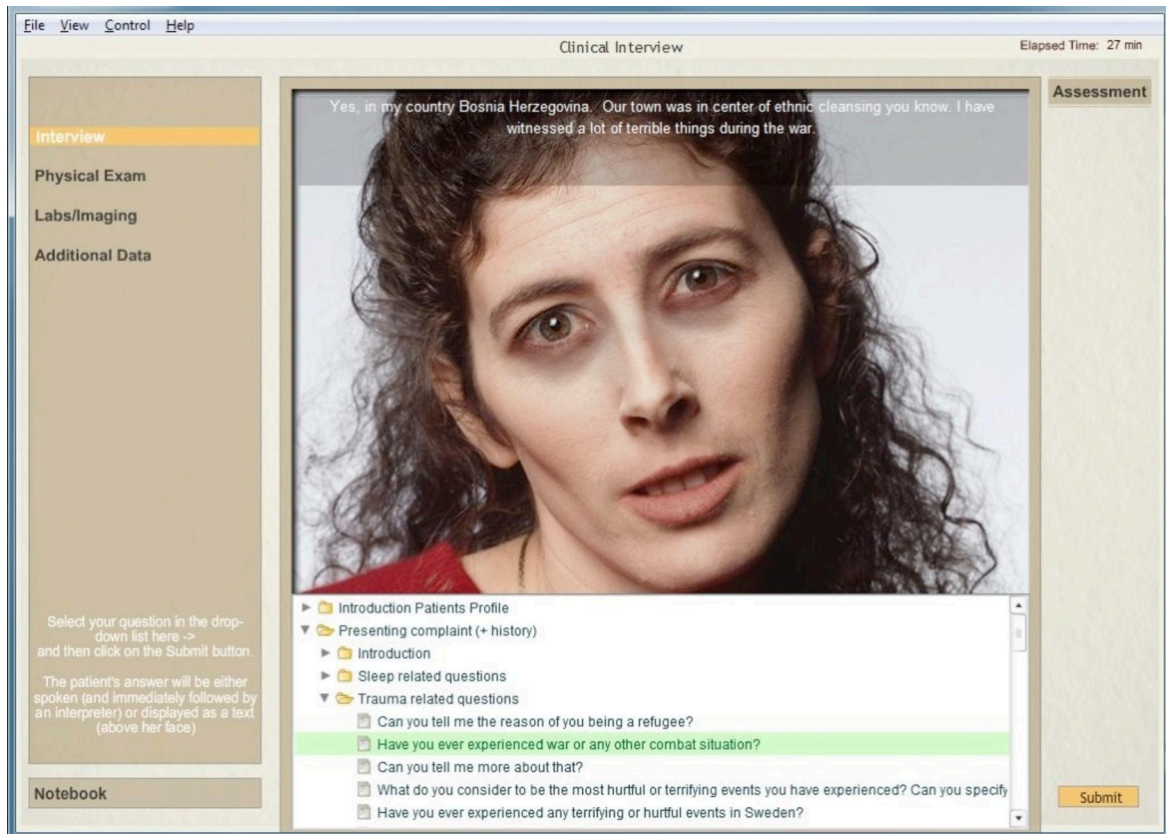 File View Control Help
Clinical Interview
Elapsed Time: 27 min
Interview
Physical Exam
Labs/Imaging
Additional Data
Select your question in the drop-
down list here ->
and then click on the Submit button.
The patient's answer will be either
spoken (and immediately followed by
an interpreter) or displayed as a text
(above her face)
Notebook
Yes, in my country Bosnia Herzegovina. Our town was in center of ethnic cleansing you know. I have
witnessed a lot of terrible things during the war.
Introduction Patients Profile
Presenting complaint (+ history)
Introduction
Sleep related questions
Trauma related questions
Can you tell me the reason of you being a refugee?
Have you ever experienced war or any other combat situation?
Can you tell me more about that?
What do you consider to be the most hurtful or terrifying events you have experienced? Can you specify
Have you ever experienced any terrifying or hurtful events in Sweden?
Assessment
Submit